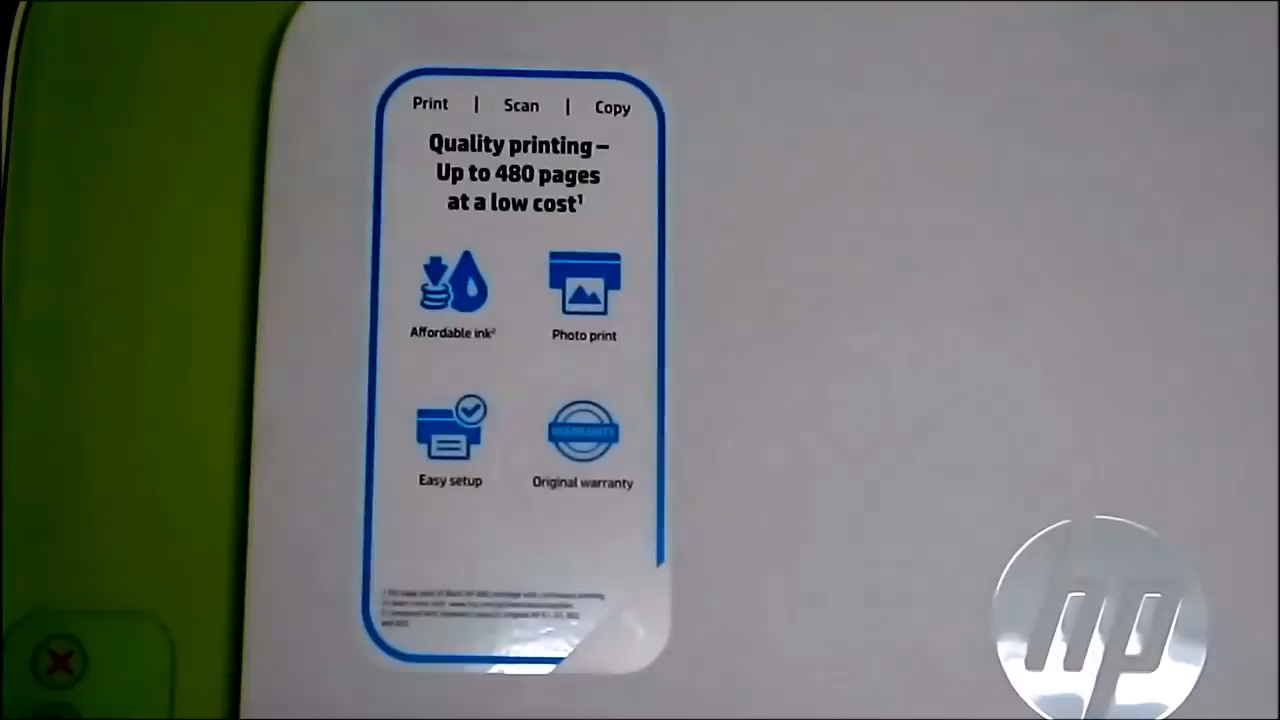 Print | Scan | Copy
Quality printing –
Up to 480 pages
at a low cost¹
Affordable ink²
Photo print
WARRANTY
Easy setup
Original warranty
hp